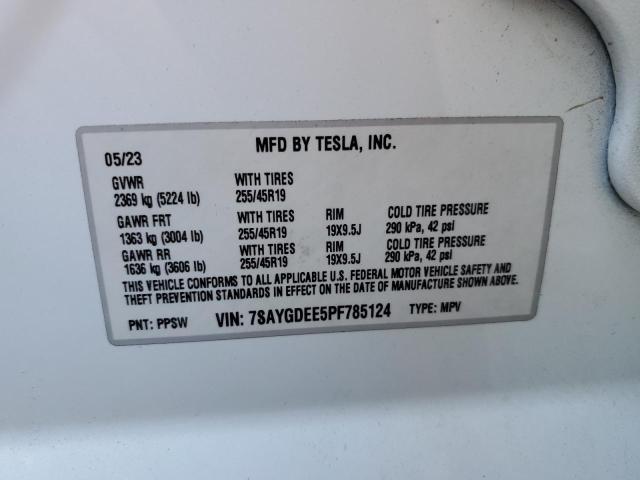 MFD BY TESLA, INC.
05/23
GVWR WITH TIRES
2369 kg (5224 lb) 255/45R19
GAWR FRT WITH TIRES RIM COLD TIRE PRESSURE
1363 kg (3004 lb) 255/45R19 19X9.5J 290 kPa, 42 psi
GAWR RR WITH TIRES RIM COLD TIRE PRESSURE
1636 kg (3606 lb) 255/45R19 19X9.5J 290 kPa, 42 psi
THIS VEHICLE CONFORMS TO ALL APPLICABLE U.S. FEDERAL MOTOR VEHICLE SAFETY AND
THEFT PREVENTION STANDARDS IN EFFECT ON THE DATE OF MANUFACTURE SHOWN ABOVE.
PNT: PPSW VIN: 7SAYGDEE5PF785124 TYPE: MPV